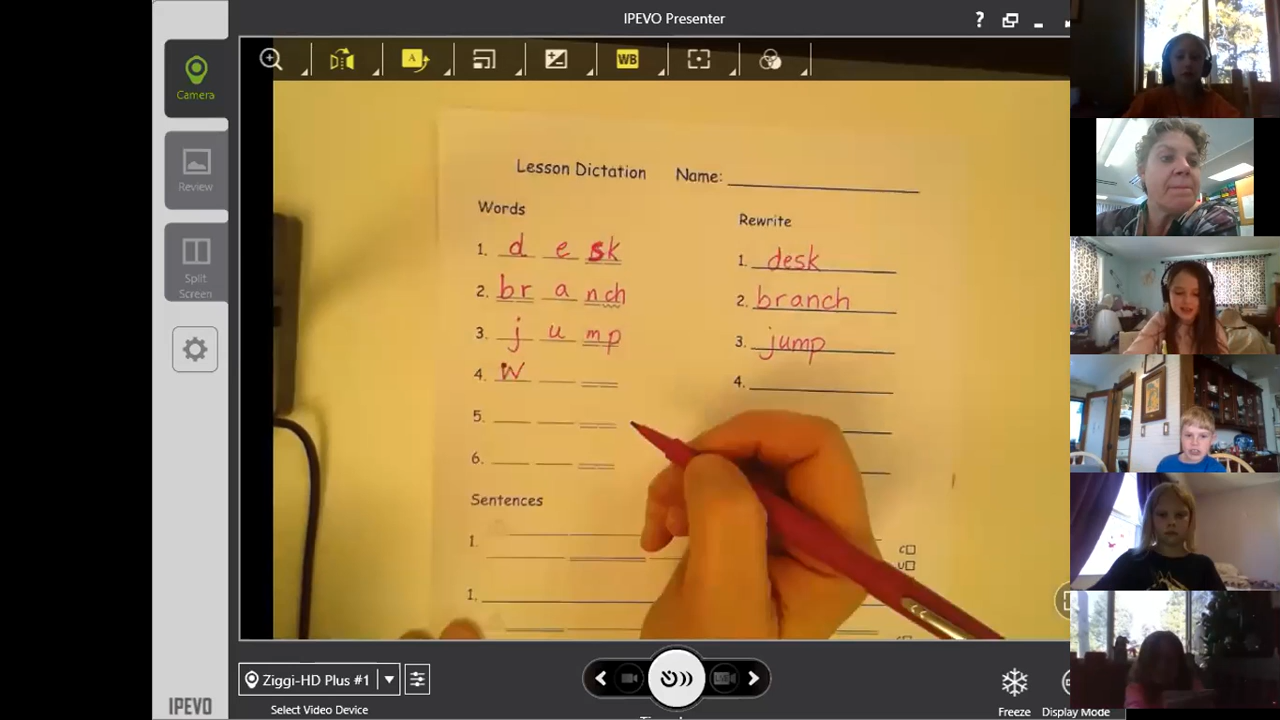 IPEVO Presenter
?
Camera
Review
Split
Screen
A
WB
Lesson Dictation Name:
Words
1. d e sk
2. br a nch
3. j u mp
4. w
5.
6.
Rewrite
1. desk
2. branch
3. jump
4.
Sentences
1.
C
U
1.
Ziggi-HD Plus #1
Select Video Device
LIVE
Freeze
Display Mode
IPEVO